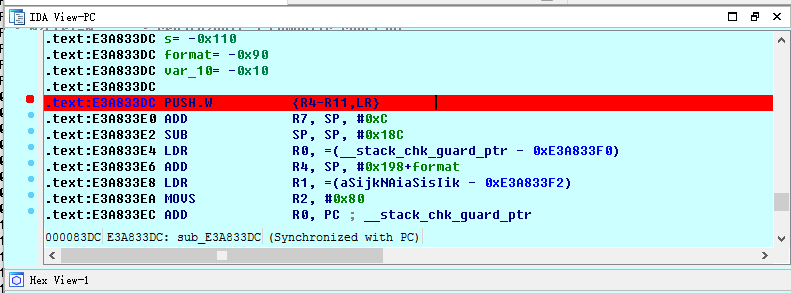 IDA View-PC
.text:E3A833DC s= -0x110
.text:E3A833DC format= -0x90
.text:E3A833DC var_10= -0x10
.text:E3A833DC
.text:E3A833DC PUSH.W {R4-R11,LR}
.text:E3A833E0 ADD R7, SP, #0xC
.text:E3A833E2 SUB SP, SP, #0x18C
.text:E3A833E4 LDR R0, =(__stack_chk_guard_ptr - 0xE3A833F0)
.text:E3A833E6 ADD R4, SP, #0x198+format
.text:E3A833E8 LDR R1, =(aSijkNAiaSisIik - 0xE3A833F2)
.text:E3A833EA MOVS R2, #0x80
.text:E3A833EC ADD R0, PC ; __stack_chk_guard_ptr
000083DC E3A833DC: sub_E3A833DC (Synchronized with PC)
Hex View-1